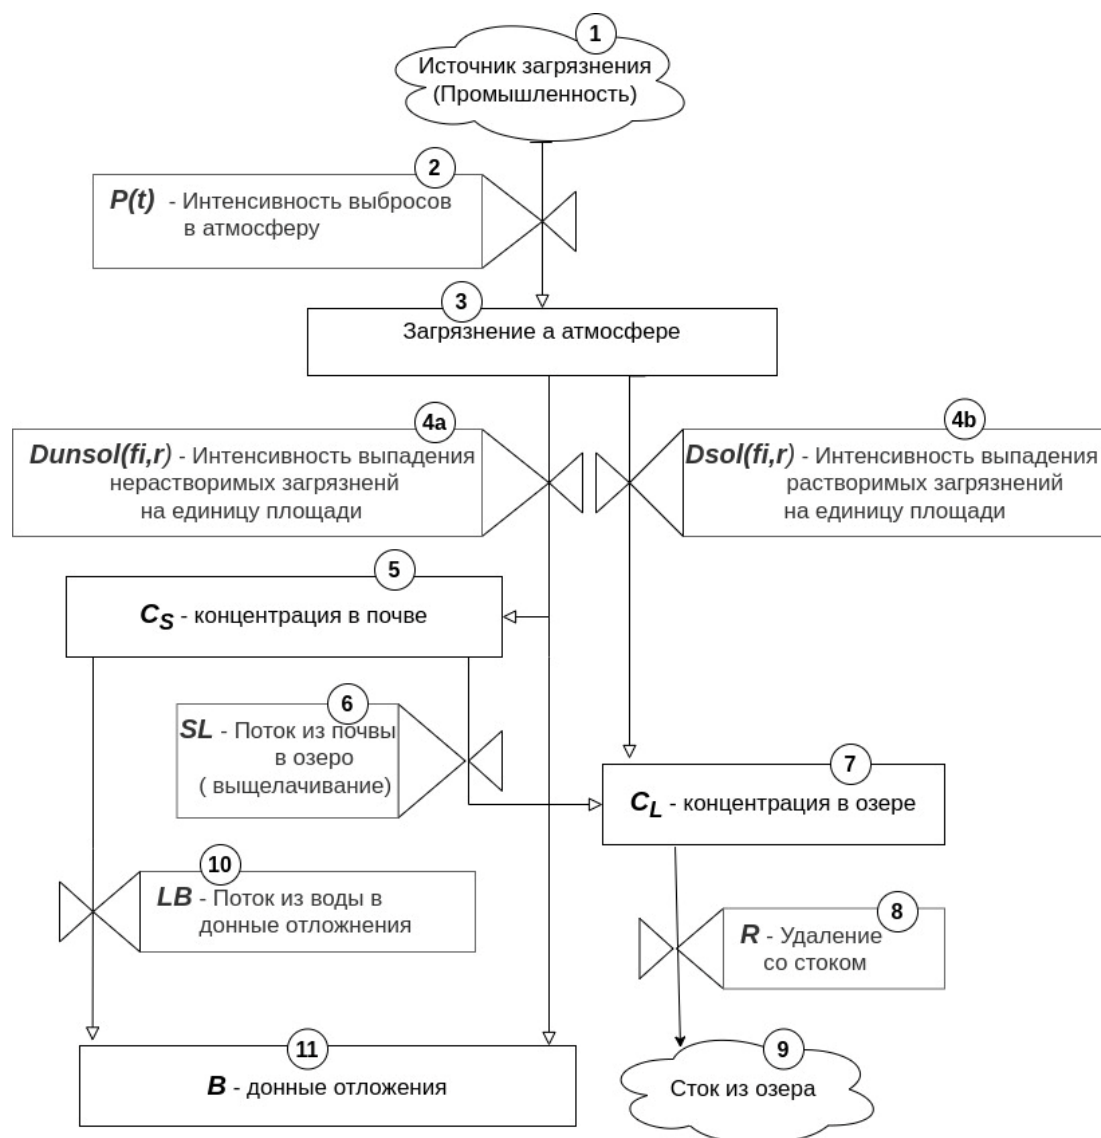 1
Источник загрязнения
(Промышленность)
2
P(t) - Интенсивность выбросов
в атмосферу
3
Загрязнение а атмосфере
4a
Dunsol(fi,r) - Интенсивность выпадения
нерастворимых загрязненй
на единицу площади
4b
Dsol(fi,r) - Интенсивность выпадения
растворимых загрязнений
на единицу площади
5
CS - концентрация в почве
6
SL - Поток из почвы
в озеро
( выщелачивание)
7
CL - концентрация в озере
10
LB - Поток из воды в
донные отложнения
8
R - Удаление
со стоком
11
B - донные отложения
9
Сток из озера